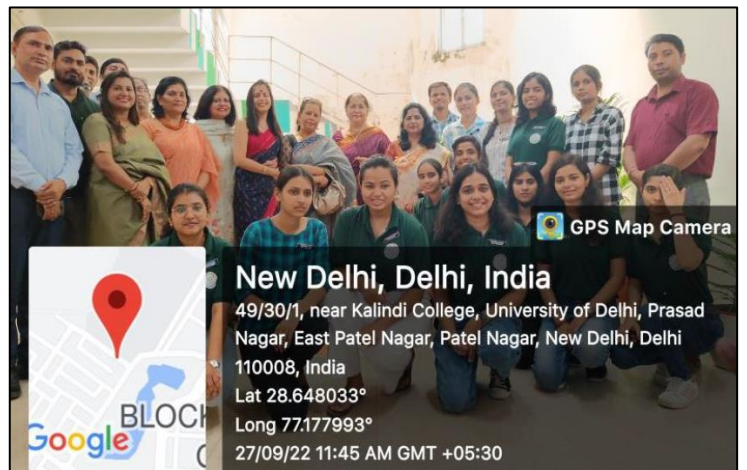 GPS Map Camera
New Delhi, Delhi, India
49/30/1, near Kalindi College, University of Delhi, Prasad
Nagar, East Patel Nagar, Patel Nagar, New Delhi, Delhi
110008, India
Lat 28.648033°
Long 77.177993°
27/09/22 11:45 AM GMT +05:30
Google